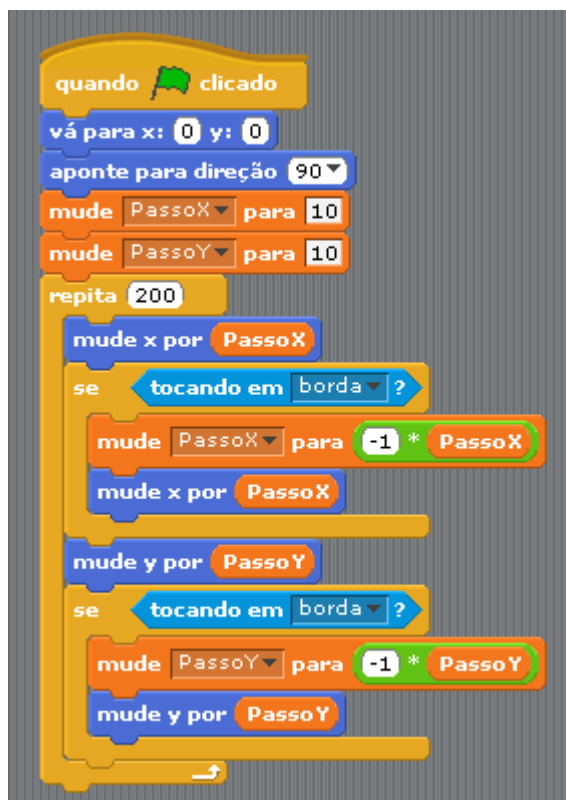 quando clicado
vá para x: 0 y: 0
aponte para direção 90
mude PassoX para 10
mude PassoY para 10
repita 200
mude x por PassoX
se tocando em borda ?
mude PassoX para -1 * PassoX
mude x por PassoX
mude y por PassoY
se tocando em borda ?
mude PassoY para -1 * PassoY
mude y por PassoY